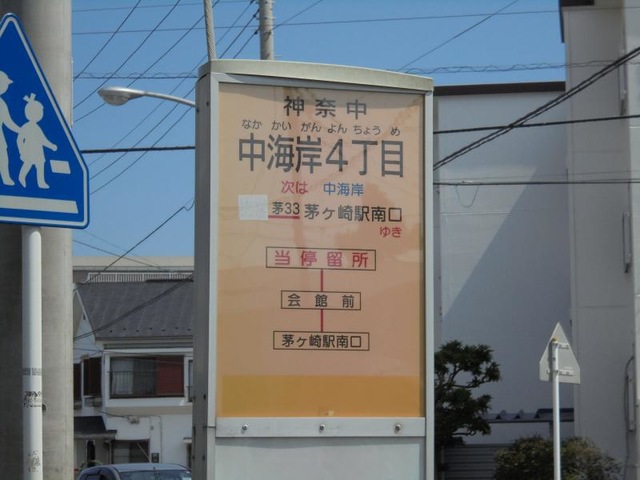 神奈中
なか かい がん よん ちょう め
中海岸4丁目
次は 中海岸
茅33 茅ヶ崎駅南口
ゆき
当停留所
会館前
茅ヶ崎駅南口